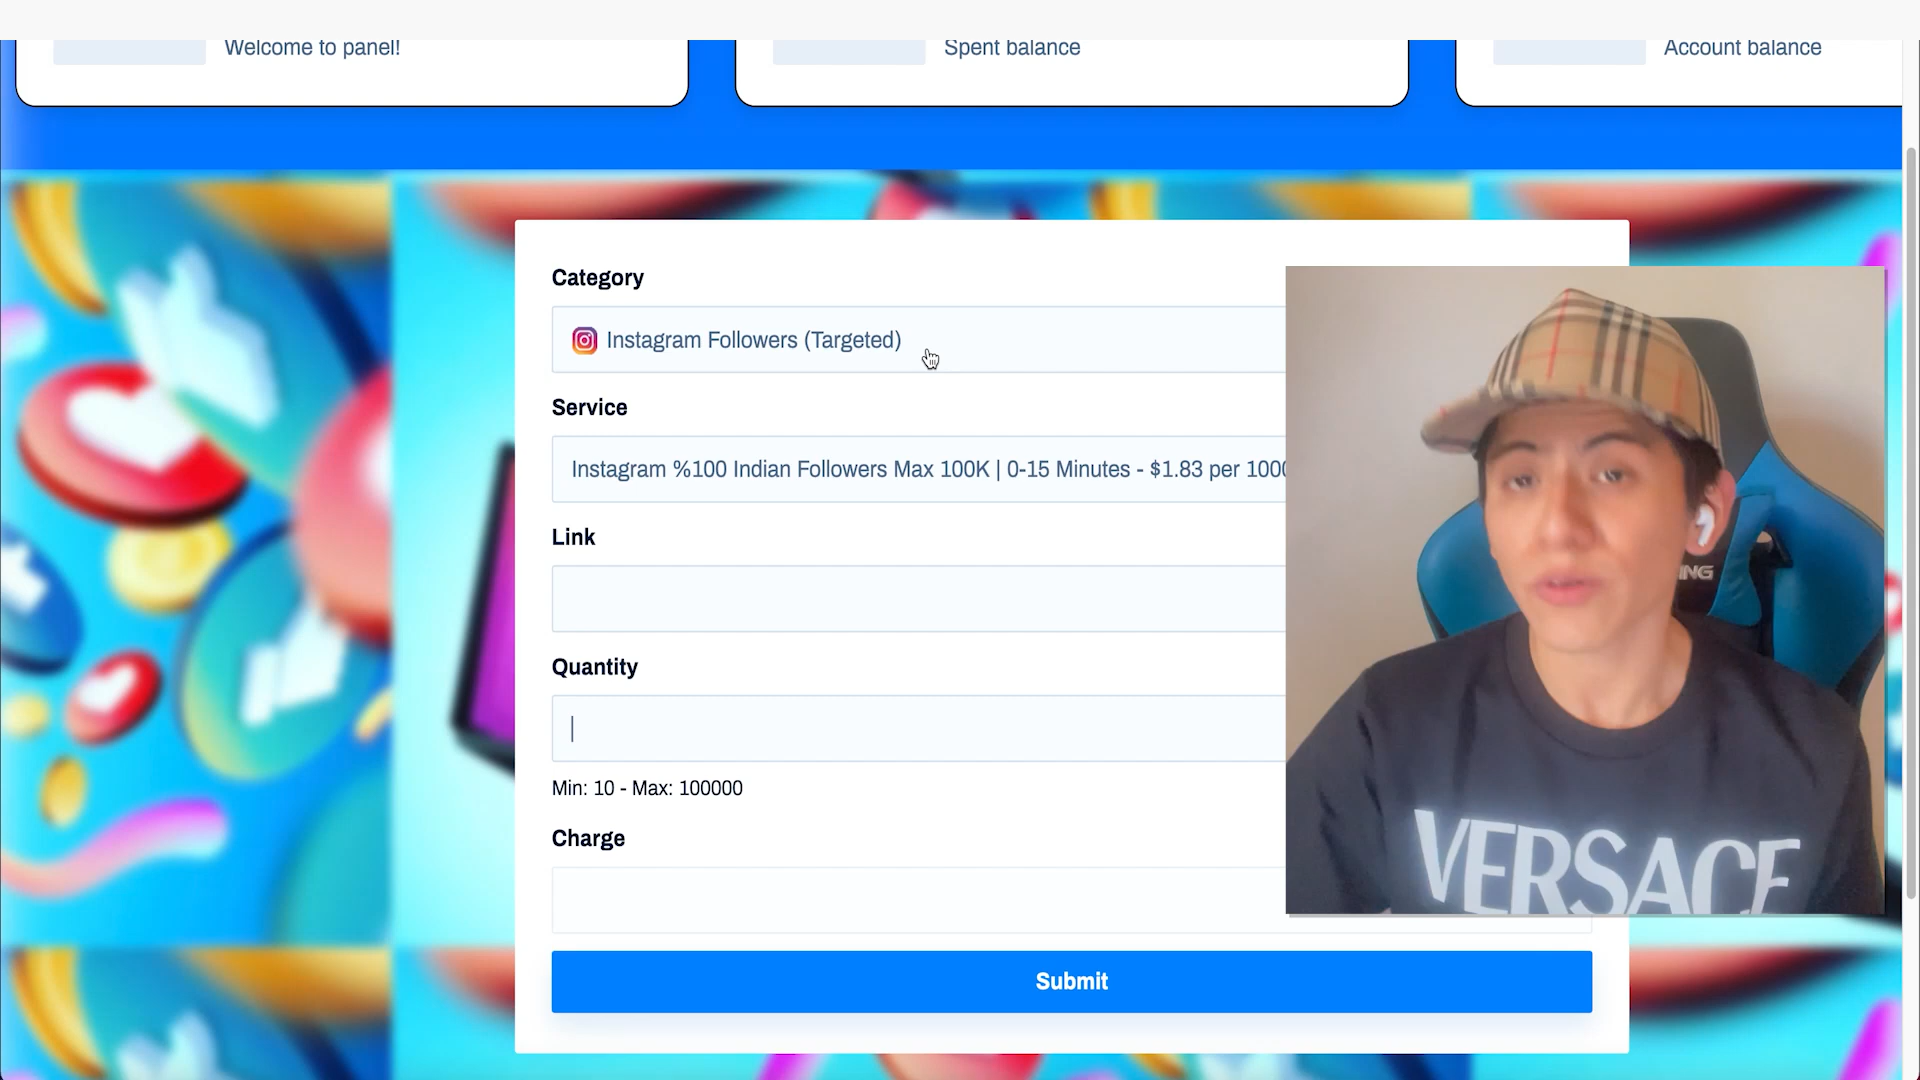 Welcome to panel!
Spent balance
Account balance
Category
Instagram Followers (Targeted)
Service
Instagram %100 Indian Followers Max 100K | 0-15 Minutes - $1.83 per 100
Link
Quantity
Min: 10 - Max: 100000
Charge
Submit
ING
VERSACE